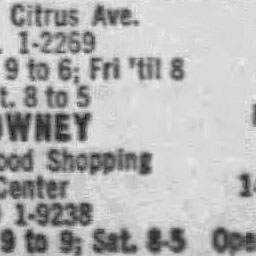 Citrus Ave.
. 1-2269
9 to 6; Fri 'til 8
t. 8 to 5
WNEY
ood Shopping
Center
1-9238
9 to 9; Sat. 8-5 Ope